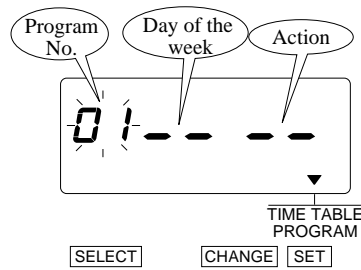 Program
No.
Day of the
week
Action
01 -- --
TIME TABLE
PROGRAM
SELECT
CHANGE
SET